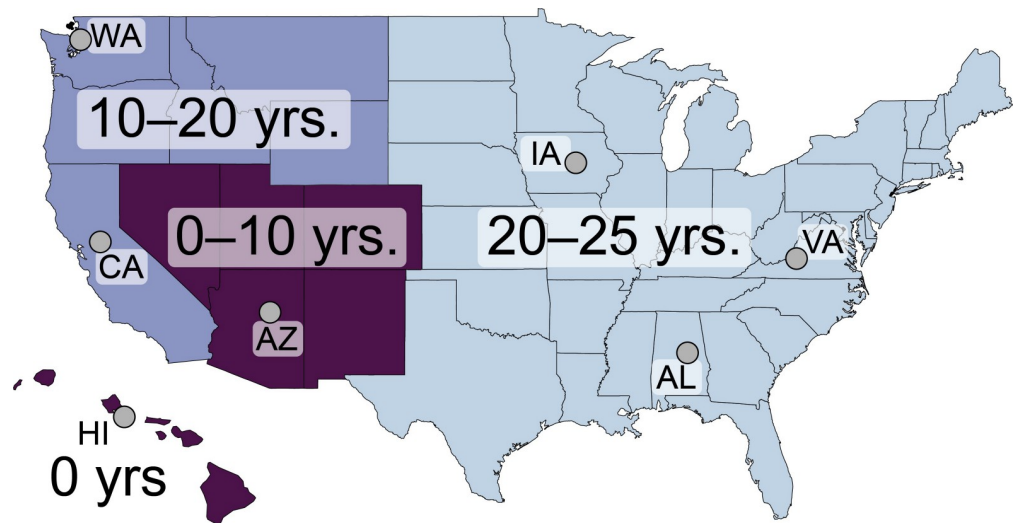 WA
10–20 yrs.
IA
0–10 yrs.
20–25 yrs.
VA
CA
AZ
AL
HI
0 yrs